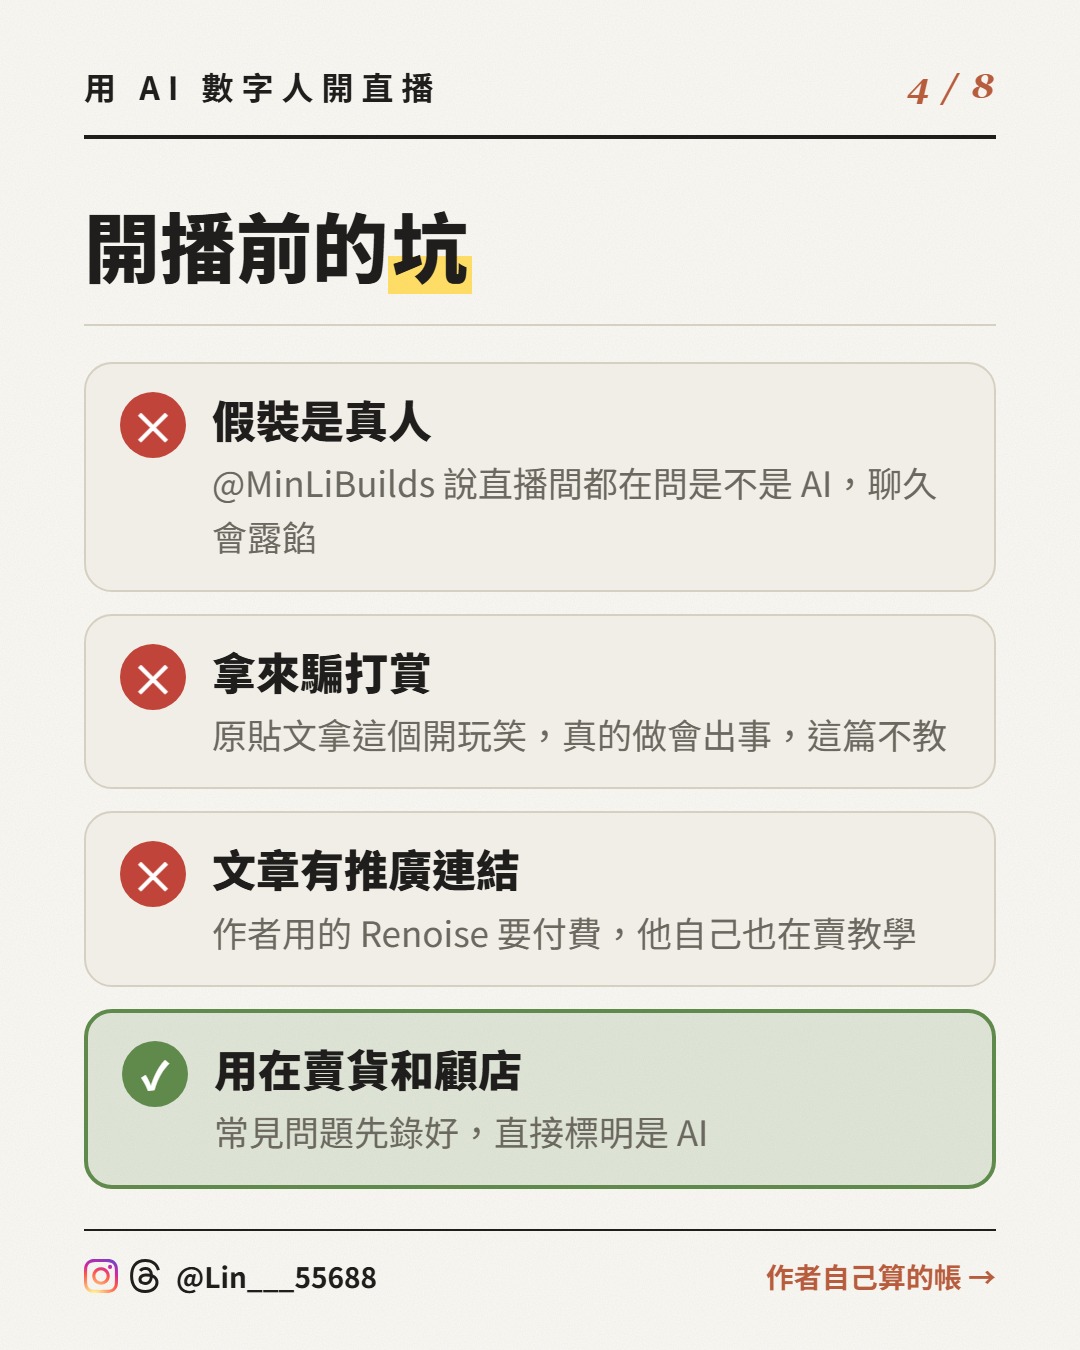 用 AI 數字人開直播
4 / 8
開播前的坑
假裝是真人
@MinLiBuilds 說直播間都在問是不是 AI，聊久
會露餡
拿來騙打賞
原貼文拿這個開玩笑，真的做會出事，這篇不教
文章有推廣連結
作者用的 Renoise 要付費，他自己也在賣教學
用在賣貨和顧店
常見問題先錄好，直接標明是 AI
@Lin___55688
作者自己算的帳 →